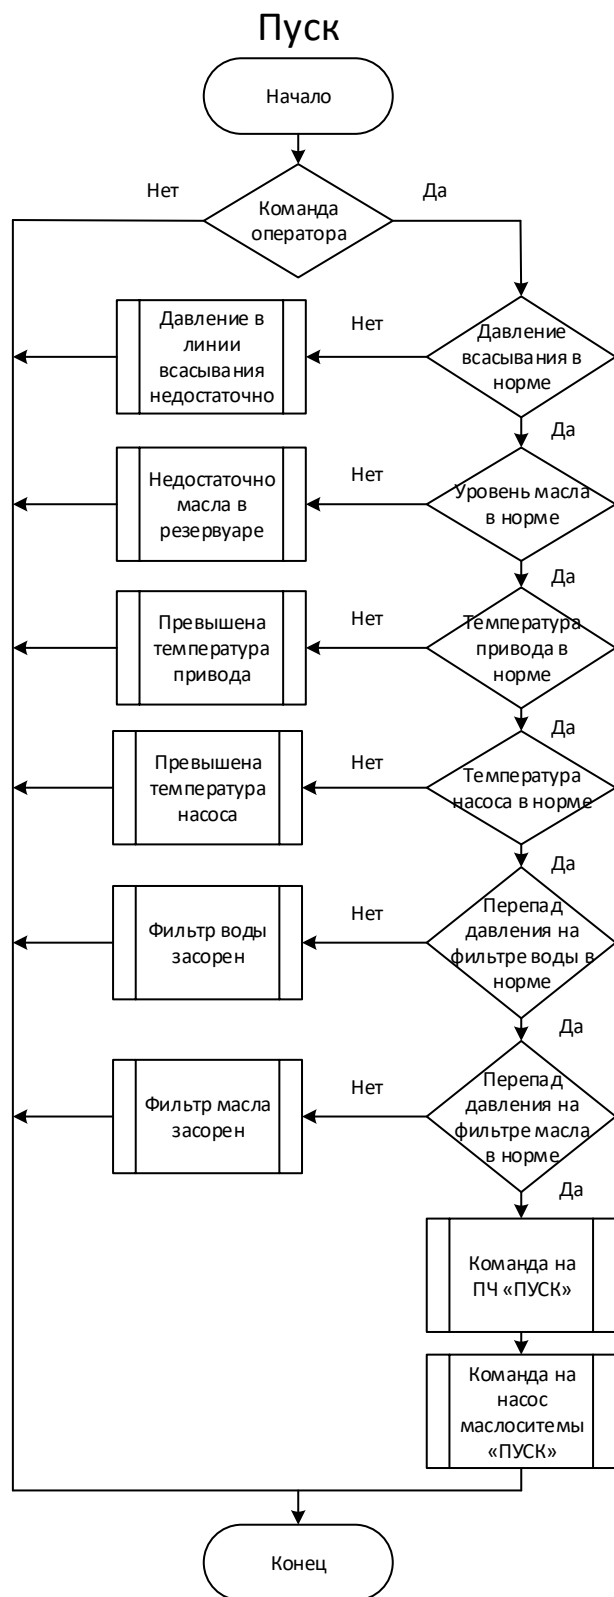 Пуск
Начало
Нет
Да
Команда
оператора
Давление в
линии
всасывания
недостаточно
Нет
Давление
всасывания в
норме
Да
Недостаточно
масла в
резервуаре
Нет
Уровень масла
в норме
Да
Превышена
температура
привода
Нет
Температура
привода в
норме
Да
Превышена
температура
насоса
Нет
Температура
насоса в норме
Да
Фильтр воды
засорен
Нет
Перепад
давления на
фильтре воды в
норме
Да
Фильтр масла
засорен
Нет
Перепад
давления на
фильтре масла
в норме
Да
Команда на
ПЧ «ПУСК»
Команда на
насос
маслоситемы
«ПУСК»
Конец